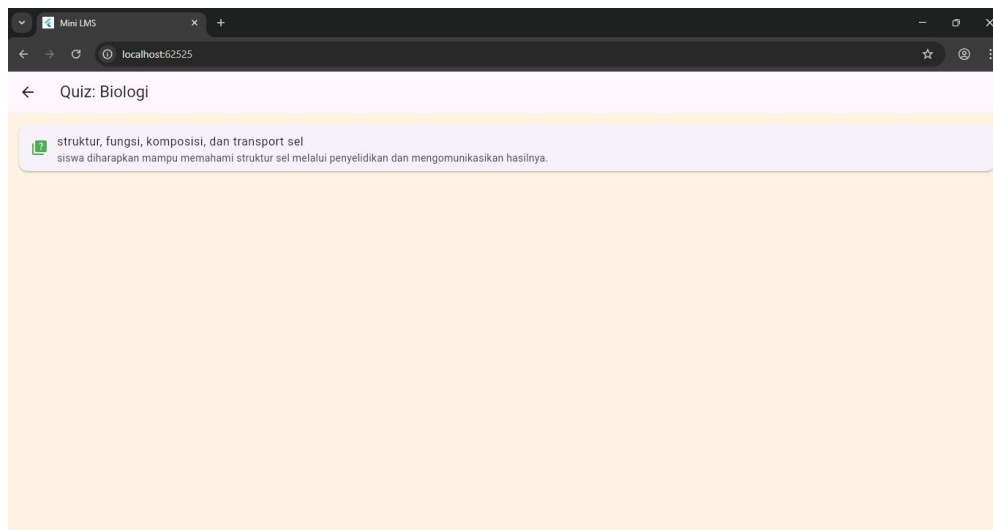 Mini LMS
localhost:62525
Quiz: Biologi
struktur, fungsi, komposisi, dan transport sel
siswa diharapkan mampu memahami struktur sel melalui penyelidikan dan mengomunikasikan hasilnya.